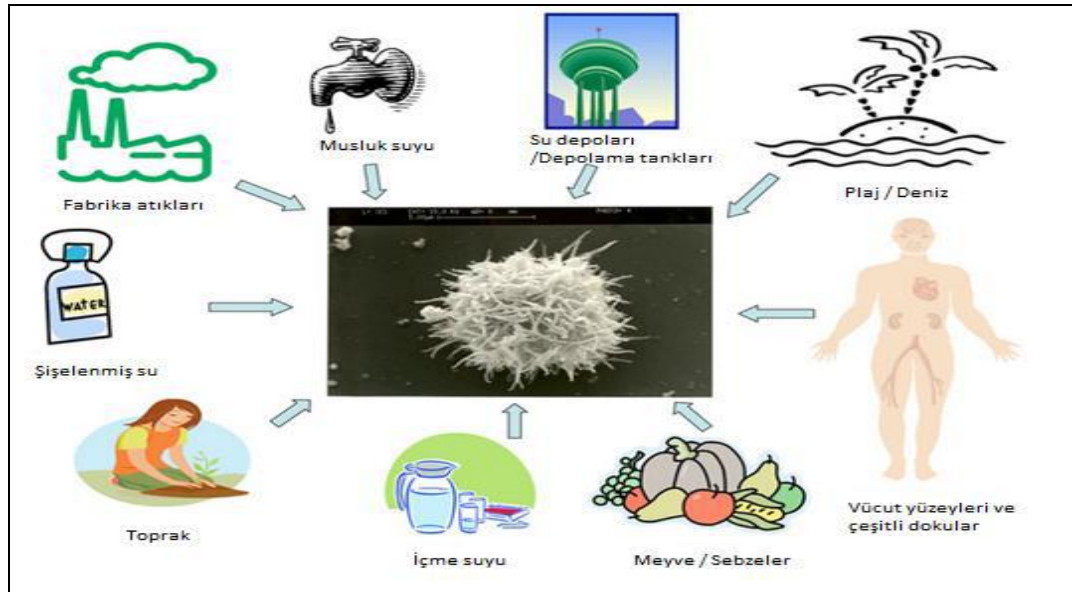 Musluk suyu
Su depoları
/Depolama tankları
Plaj / Deniz
Fabrika atıkları
WATER
Şişelenmiş su
Toprak
İçme suyu
Meyve / Sebzeler
Vücut yüzeyleri ve
çeşitli dokular